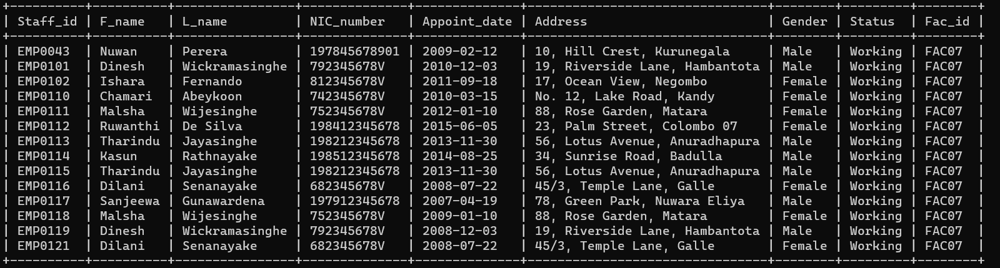 +----------+----------+----------------+--------------+--------------+--------------------------------+--------+---------+--------+
| Staff_id | F_name   | L_name         | NIC_number   | Appoint_date | Address                        | Gender | Status  | Fac_id |
+----------+----------+----------------+--------------+--------------+--------------------------------+--------+---------+--------+
| EMP0043  | Nuwan    | Perera         | 197845678901 | 2009-02-12   | 10, Hill Crest, Kurunegala     | Male   | Working | FAC07  |
| EMP0101  | Dinesh   | Wickramasinghe | 792345678V   | 2010-12-03   | 19, Riverside Lane, Hambantota | Male   | Working | FAC07  |
| EMP0102  | Ishara   | Fernando       | 812345678V   | 2011-09-18   | 17, Ocean View, Negombo        | Female | Working | FAC07  |
| EMP0110  | Chamari  | Abeykoon       | 742345678V   | 2010-03-15   | No. 12, Lake Road, Kandy       | Female | Working | FAC07  |
| EMP0111  | Malsha   | Wijesinghe     | 752345678V   | 2012-01-10   | 88, Rose Garden, Matara        | Female | Working | FAC07  |
| EMP0112  | Ruwanthi | De Silva       | 198412345678 | 2015-06-05   | 23, Palm Street, Colombo 07    | Female | Working | FAC07  |
| EMP0113  | Tharindu | Jayasinghe     | 198212345678 | 2013-11-30   | 56, Lotus Avenue, Anuradhapura | Male   | Working | FAC07  |
| EMP0114  | Kasun    | Rathnayake     | 198512345678 | 2014-08-25   | 34, Sunrise Road, Badulla      | Male   | Working | FAC07  |
| EMP0115  | Tharindu | Jayasinghe     | 198212345678 | 2013-11-30   | 56, Lotus Avenue, Anuradhapura | Male   | Working | FAC07  |
| EMP0116  | Dilani   | Senanayake     | 682345678V   | 2008-07-22   | 45/3, Temple Lane, Galle       | Female | Working | FAC07  |
| EMP0117  | Sanjeewa | Gunawardena    | 197912345678 | 2007-04-19   | 78, Green Park, Nuwara Eliya   | Male   | Working | FAC07  |
| EMP0118  | Malsha   | Wijesinghe     | 752345678V   | 2009-01-10   | 88, Rose Garden, Matara        | Female | Working | FAC07  |
| EMP0119  | Dinesh   | Wickramasinghe | 792345678V   | 2008-12-03   | 19, Riverside Lane, Hambantota | Male   | Working | FAC07  |
| EMP0121  | Dilani   | Senanayake     | 682345678V   | 2008-07-22   | 45/3, Temple Lane, Galle       | Female | Working | FAC07  |
+----------+----------+----------------+--------------+--------------+--------------------------------+--------+---------+--------+